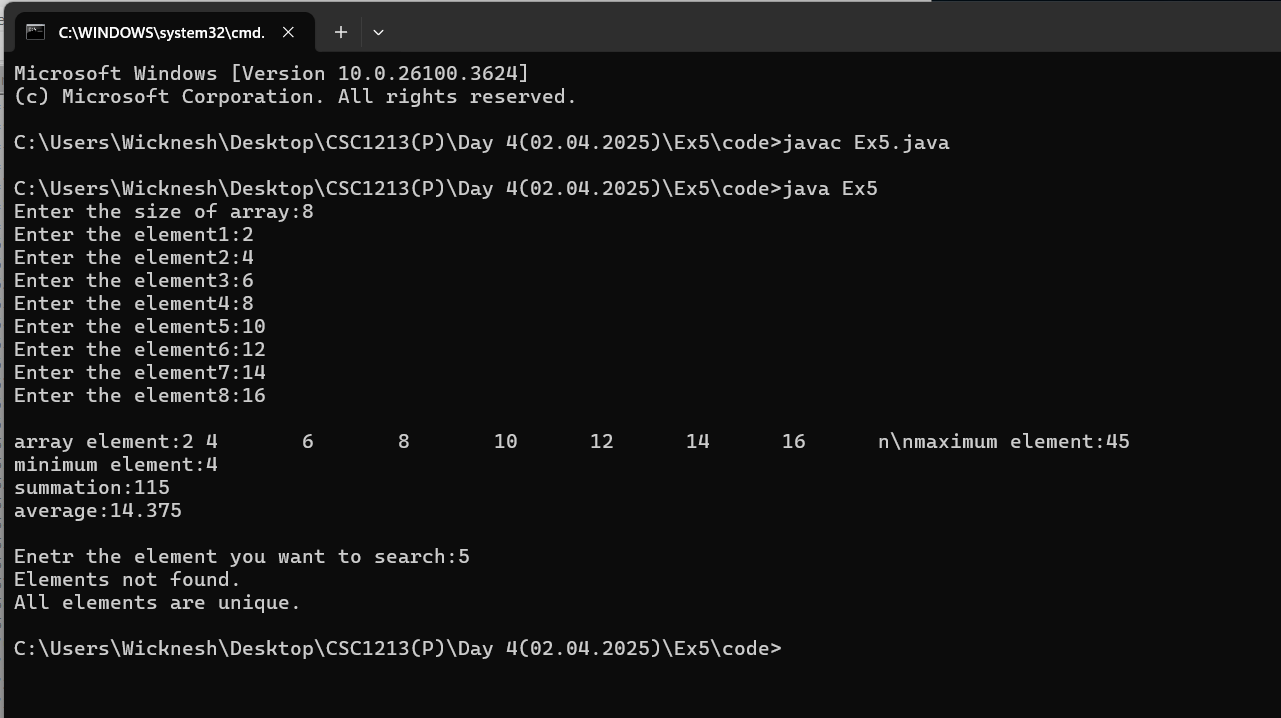 C:\WINDOWS\system32\cmd.
Microsoft Windows [Version 10.0.26100.3624]
(c) Microsoft Corporation. All rights reserved.
C:\Users\Wicknesh\Desktop\CSC1213(P)\Day 4(02.04.2025)\Ex5\code>javac Ex5.java
C:\Users\Wicknesh\Desktop\CSC1213(P)\Day 4(02.04.2025)\Ex5\code>java Ex5
Enter the size of array:8
Enter the element1:2
Enter the element2:4
Enter the element3:6
Enter the element4:8
Enter the element5:10
Enter the element6:12
Enter the element7:14
Enter the element8:16
array element:2 4       6       8       10      12      14      16      n\nmaximum element:45
minimum element:4
summation:115
average:14.375
Enetr the element you want to search:5
Elements not found.
All elements are unique.
C:\Users\Wicknesh\Desktop\CSC1213(P)\Day 4(02.04.2025)\Ex5\code>